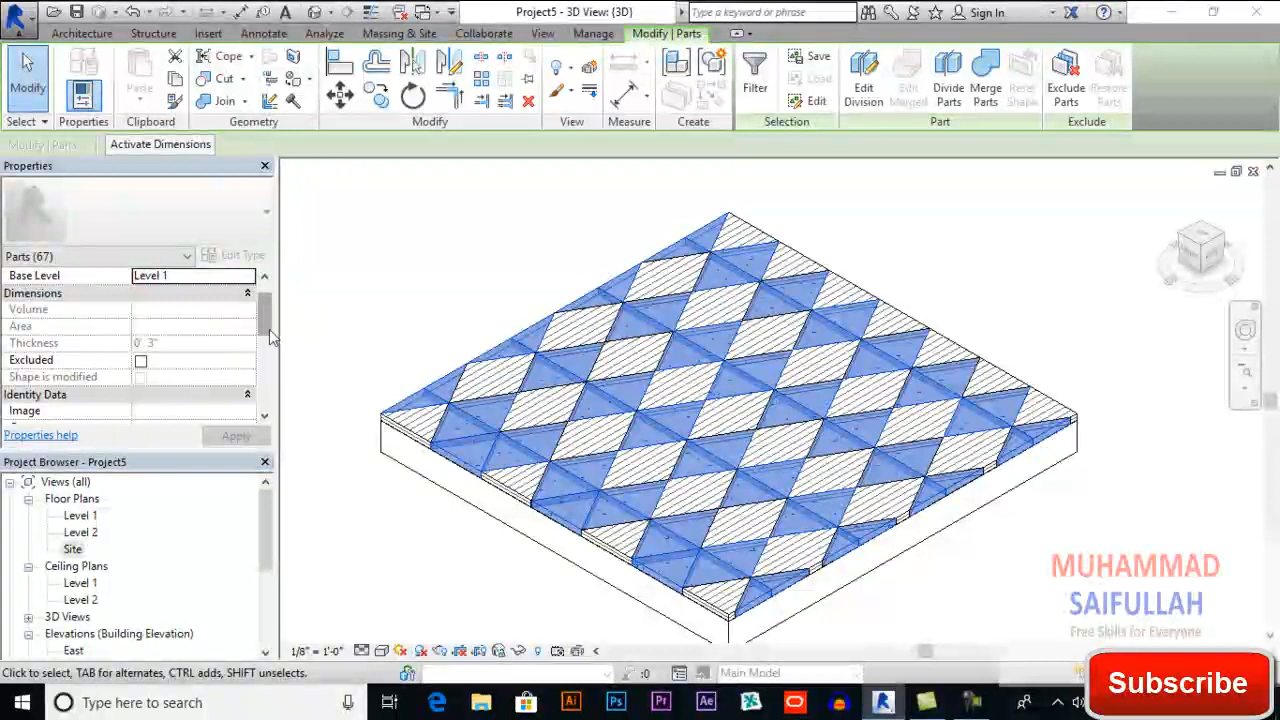 Project5 - 3D View: {3D}
Type a keyword or phrase
Sign In
Architecture
Structure
Insert
Annotate
Analyze
Massing & Site
Collaborate
View
Manage
Modify | Parts
Modify
Paste
Cope
Cut
Join
Filter
Save
Load
Edit
Edit Division
Edit Merged
Divide Parts
Merge Parts
Reset Shape
Exclude Parts
Restore Parts
Select
Properties
Clipboard
Geometry
Modify
View
Measure
Create
Selection
Part
Exclude
Modify | Parts
Activate Dimensions
Properties
Parts (67)
Edit Type
Base Level
Level 1
Dimensions
Volume
Area
Thickness
0' 3"
Excluded
Shape is modified
Identity Data
Image
Properties help
Apply
Project Browser - Project5
Views (all)
Floor Plans
Level 1
Level 2
Site
Ceiling Plans
Level 1
Level 2
3D Views
Elevations (Building Elevation)
East
MUHAMMAD
SAIFULLAH
Free Skills for Everyone
1/8" = 1'-0"
Click to select, TAB for alternates, CTRL adds, SHIFT unselects.
:0
Main Model
Subscribe
Type here to search
Ai
Ps
Pr
Ae